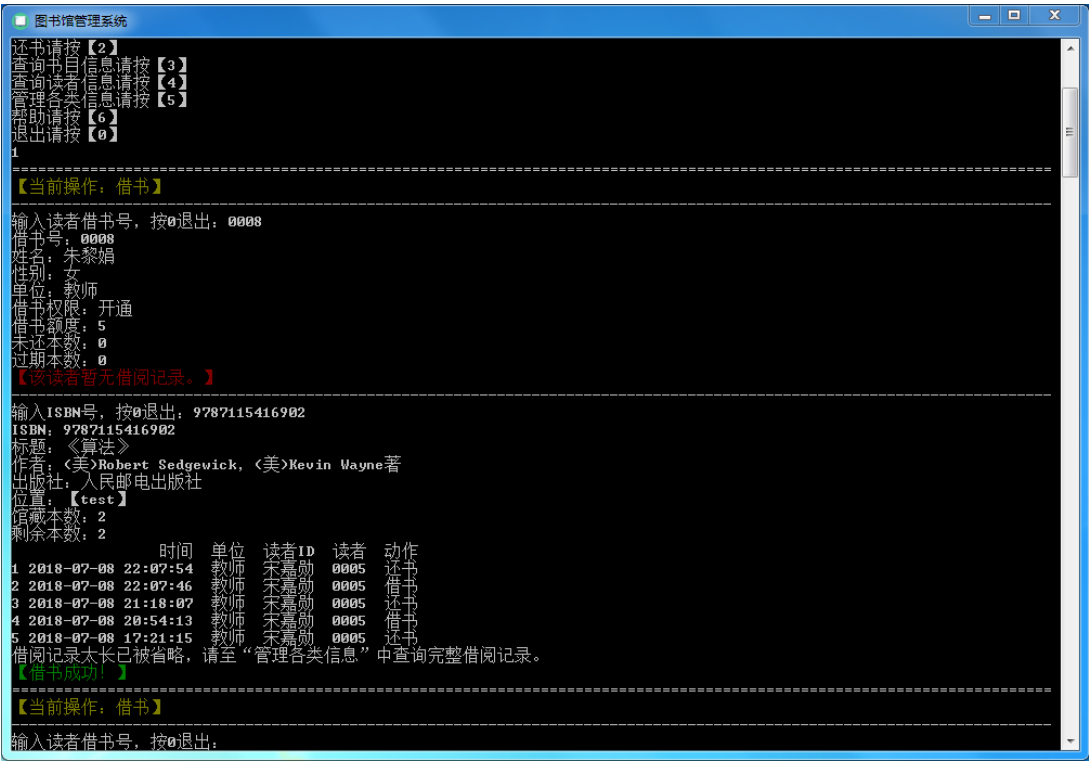 图书馆管理系统
还书请按【2】
查询书目信息请按【3】
查询读者信息请按【4】
管理各类信息请按【5】
帮助请按【6】
退出请按【0】
1
【当前操作：借书】
输入读者借书号，按0退出：0008
借书号：0008
姓名：朱黎娟
性别：女
单位：教师
借书权限：开通
借书额度：5
未还本数：0
过期本数：0
【该读者暂无借阅记录。】
输入ISBN号，按0退出：9787115416902
ISBN：9787115416902
标题：《算法》
作者：(美)Robert Sedgewick, (美)Kevin Wayne著
出版社：人民邮电出版社
位置：【test】
馆藏本数：2
剩余本数：2
时间 单位 读者ID 读者 动作
1 2018-07-08 22:07:54 教师 宋嘉勋 0005 还书
2 2018-07-08 22:07:46 教师 宋嘉勋 0005 借书
3 2018-07-08 21:18:07 教师 宋嘉勋 0005 还书
4 2018-07-08 20:54:13 教师 宋嘉勋 0005 借书
5 2018-07-08 17:21:15 教师 宋嘉勋 0005 还书
借阅记录太长已被省略，请至“管理各类信息”中查询完整借阅记录。
【借书成功！】
【当前操作：借书】
输入读者借书号，按0退出：